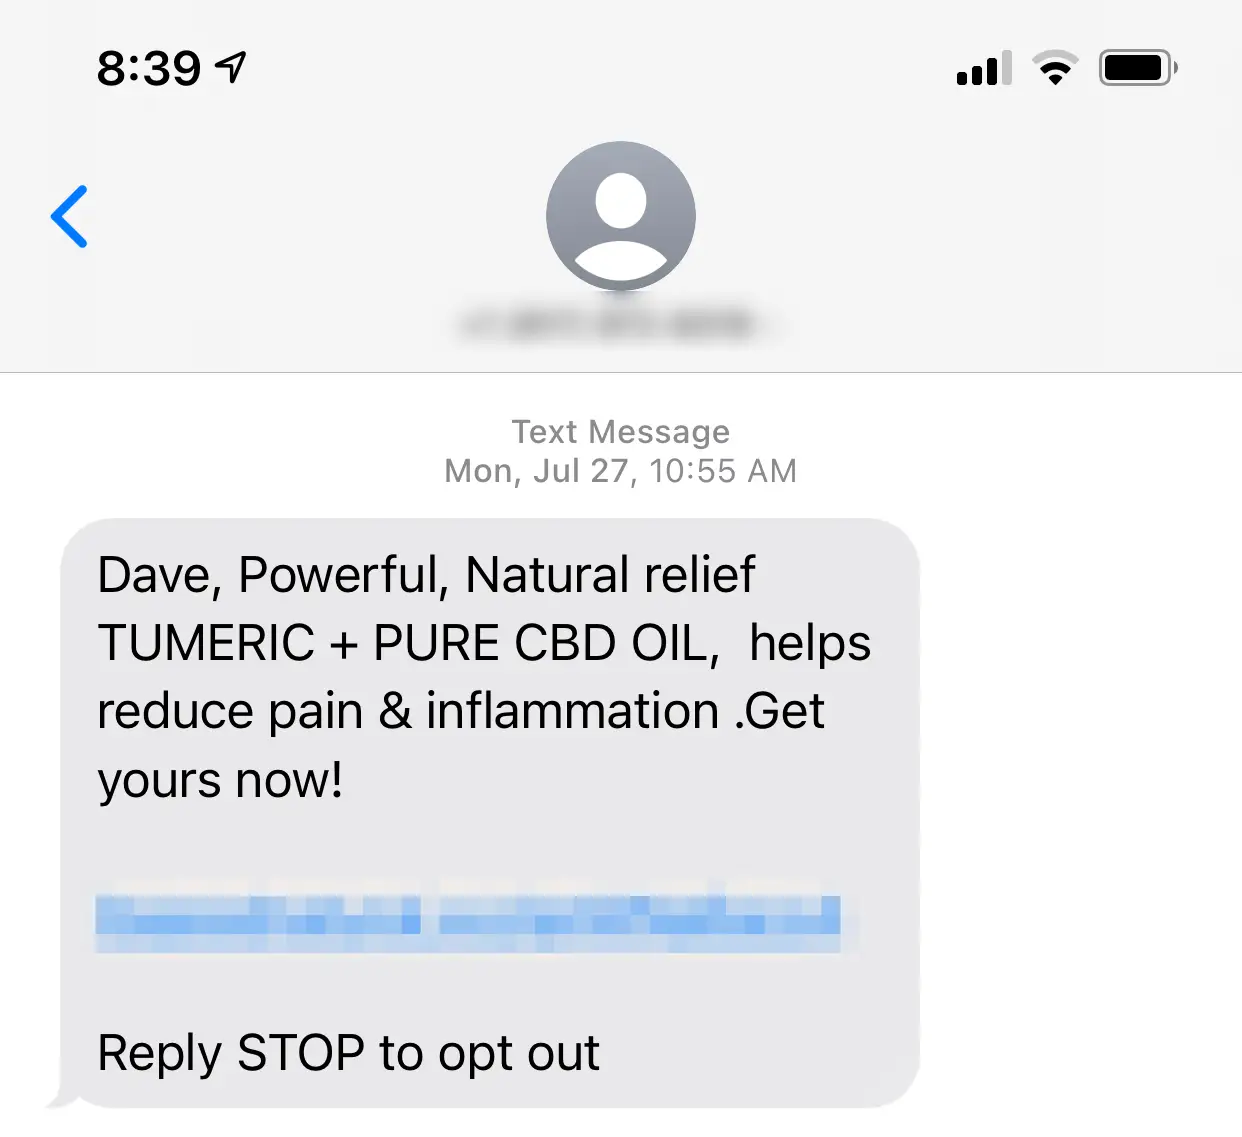 8:39
Text Message
Mon, Jul 27, 10:55 AM
Dave, Powerful, Natural relief
TUMERIC + PURE CBD OIL,  helps
reduce pain & inflammation .Get
yours now!
Reply STOP to opt out